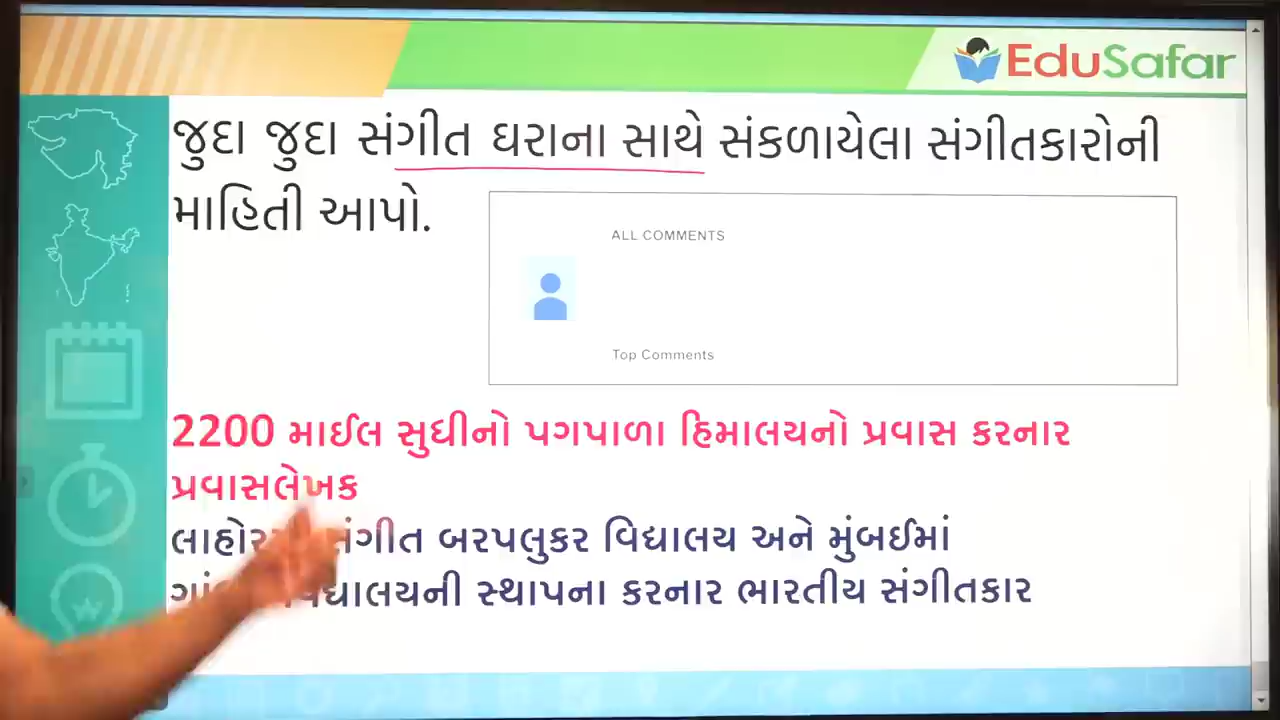 EduSafar
જુદા જુદા સંગીત ઘરાના સાથે સંકળાયેલા સંગીતકારોની
માહિતી આપો.
ALL COMMENTS
Top Comments
2200 માઈલ સુધીનો પગપાળા હિમાલયનો પ્રવાસ કરનાર
પ્રવાસલેખક
સંગીત બરપલુકર વિદ્યાલય અને મુંબઈમાં
સ્થાપના કરનાર ભારતીય સંગીતકાર